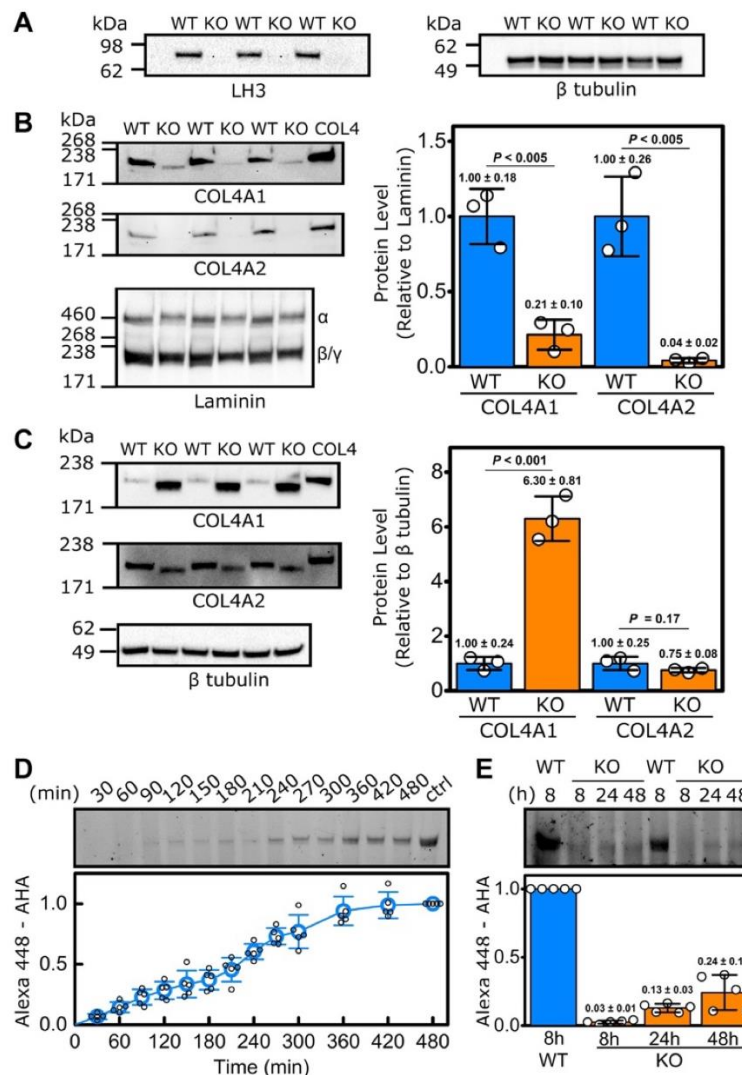 A
kDa
WT KO WT KO WT KO
98
62
LH3
WT KO WT KO WT KO
62
49
β tubulin
B
kDa
WT KO WT KO WT KO COL4
268
238
171
COL4A1
268
238
171
COL4A2
460
268
238
171
α
β/γ
Laminin
Protein Level
(Relative to Laminin)
1.5
1.0
0.5
0.0
P < 0.005
P < 0.005
1.00 ± 0.18
1.00 ± 0.26
0.21 ± 0.10
0.04 ± 0.02
WT KO WT KO
COL4A1 COL4A2
C
kDa
WT KO WT KO WT KO COL4
238
171
COL4A1
238
171
COL4A2
62
49
β tubulin
Protein Level
(Relative to β tubulin)
8
6
4
2
0
P < 0.001
6.30 ± 0.81
P = 0.17
1.00 ± 0.24
1.00 ± 0.25
0.75 ± 0.08
WT KO WT KO
COL4A1 COL4A2
D
(min) 30 60 90 120 150 180 210 240 270 300 360 420 480 ctrl
Alexa 448 - AHA
1.0
0.5
0.0
0 60 120 180 240 300 360 420 480
Time (min)
E
WT KO WT KO
(h) 8 8 24 48 8 8 24 48
Alexa 448 - AHA
1.0
0.5
0.0
0.03 ± 0.01
0.13 ± 0.03
0.24 ± 0.1
8h 8h 24h 48h
WT KO